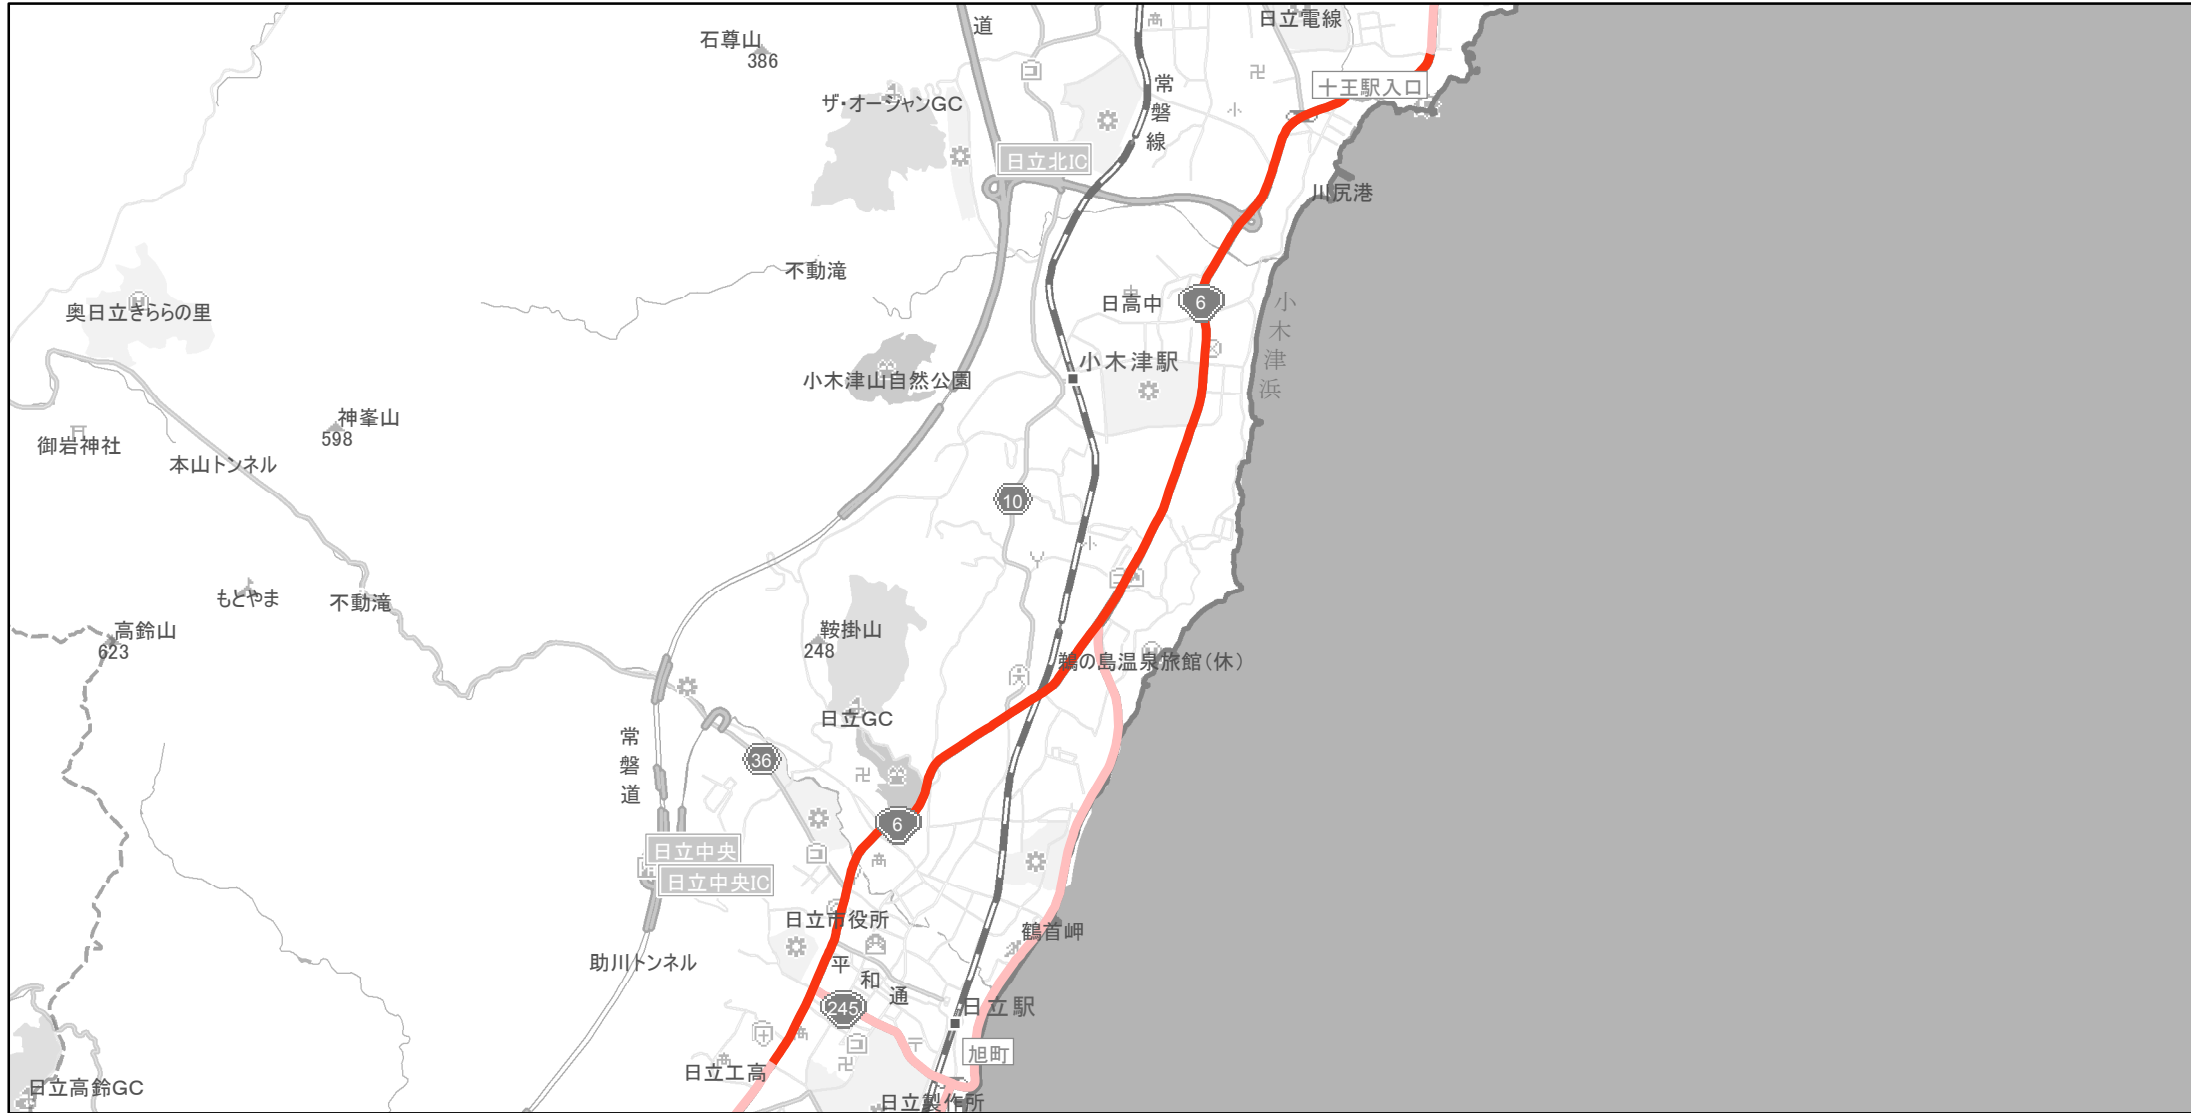 道
日立電線
石尊山
386
十王駅入口
常磐線
ザ・オーシャンGC
日立北IC
川尻港
不動滝
奥日立きららの里
日高中
6
小木津浜
小木津駅
小木津山自然公園
神峯山
598
御岩神社
本山トンネル
10
もとやま
不動滝
高鈴山
623
鞍掛山
248
鵜の島温泉旅館(休)
日立GC
常磐道
36
6
日立中央
日立中央IC
日立市役所
鶴首岬
助川トンネル
平和通
245
日立駅
旭町
日立工高
日立高鈴GC
日立製作所